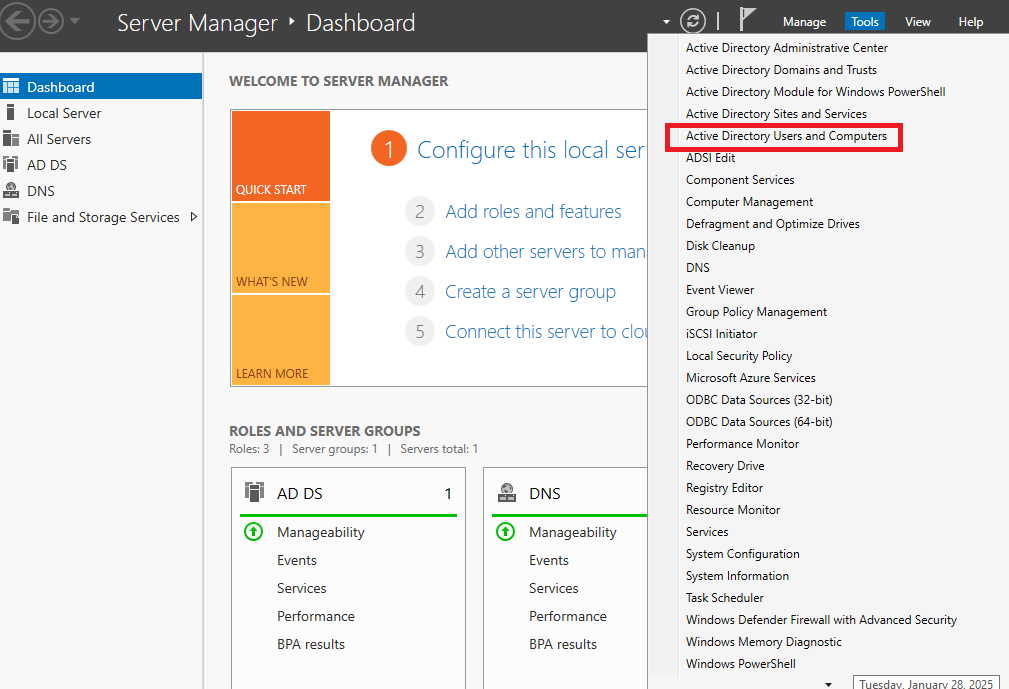 Server Manager ‣ Dashboard
Manage Tools View Help
Dashboard
Local Server
All Servers
AD DS
DNS
File and Storage Services
WELCOME TO SERVER MANAGER
QUICK START
WHAT'S NEW
LEARN MORE
1 Configure this local ser
2 Add roles and features
3 Add other servers to mana
4 Create a server group
5 Connect this server to clou
ROLES AND SERVER GROUPS
Roles: 3 | Server groups: 1 | Servers total: 1
AD DS 1
Manageability
Events
Services
Performance
BPA results
DNS
Manageability
Events
Services
Performance
BPA results
Active Directory Administrative Center
Active Directory Domains and Trusts
Active Directory Module for Windows PowerShell
Active Directory Sites and Services
Active Directory Users and Computers
ADSI Edit
Component Services
Computer Management
Defragment and Optimize Drives
Disk Cleanup
DNS
Event Viewer
Group Policy Management
iSCSI Initiator
Local Security Policy
Microsoft Azure Services
ODBC Data Sources (32-bit)
ODBC Data Sources (64-bit)
Performance Monitor
Recovery Drive
Registry Editor
Resource Monitor
Services
System Configuration
System Information
Task Scheduler
Windows Defender Firewall with Advanced Security
Windows Memory Diagnostic
Windows PowerShell
Tuesday, January 28, 2025